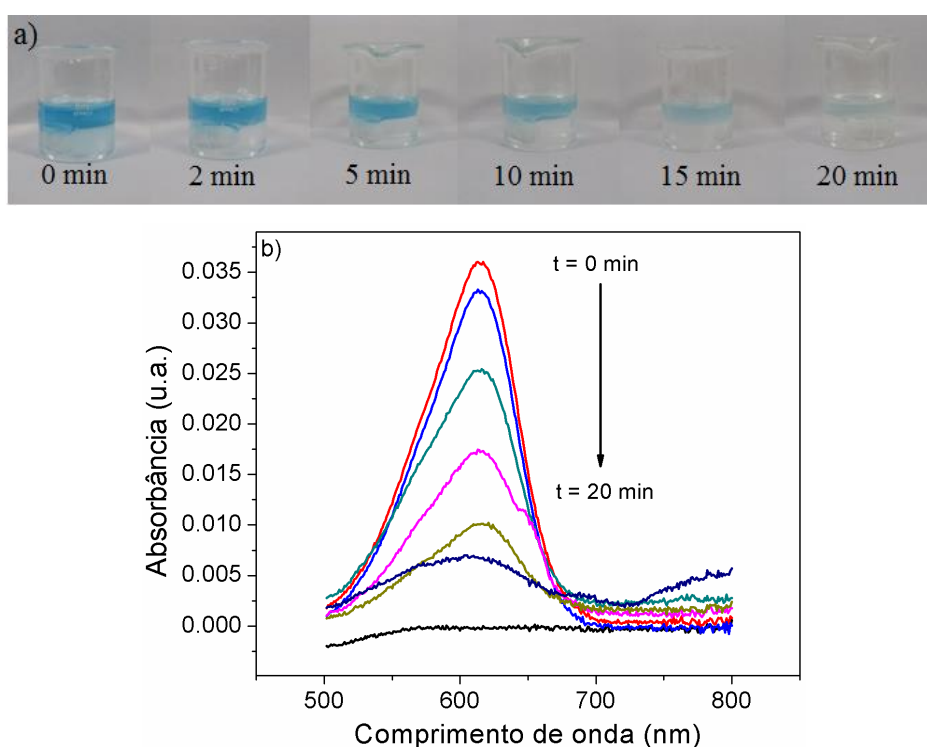 a)
0 min 2 min 5 min 10 min 15 min 20 min
b)
t = 0 min
t = 20 min
Absorbância (u.a.)
0.035
0.030
0.025
0.020
0.015
0.010
0.005
0.000
500 600 700 800
Comprimento de onda (nm)